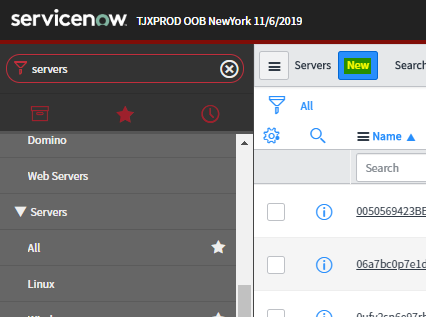 servicenow TJXPROD OOB NewYork 11/6/2019
servers
Servers New Search
All
Name
Search
Domino
Web Servers
Servers
All
Linux
0050569423BE
06a7bc0p7e1d